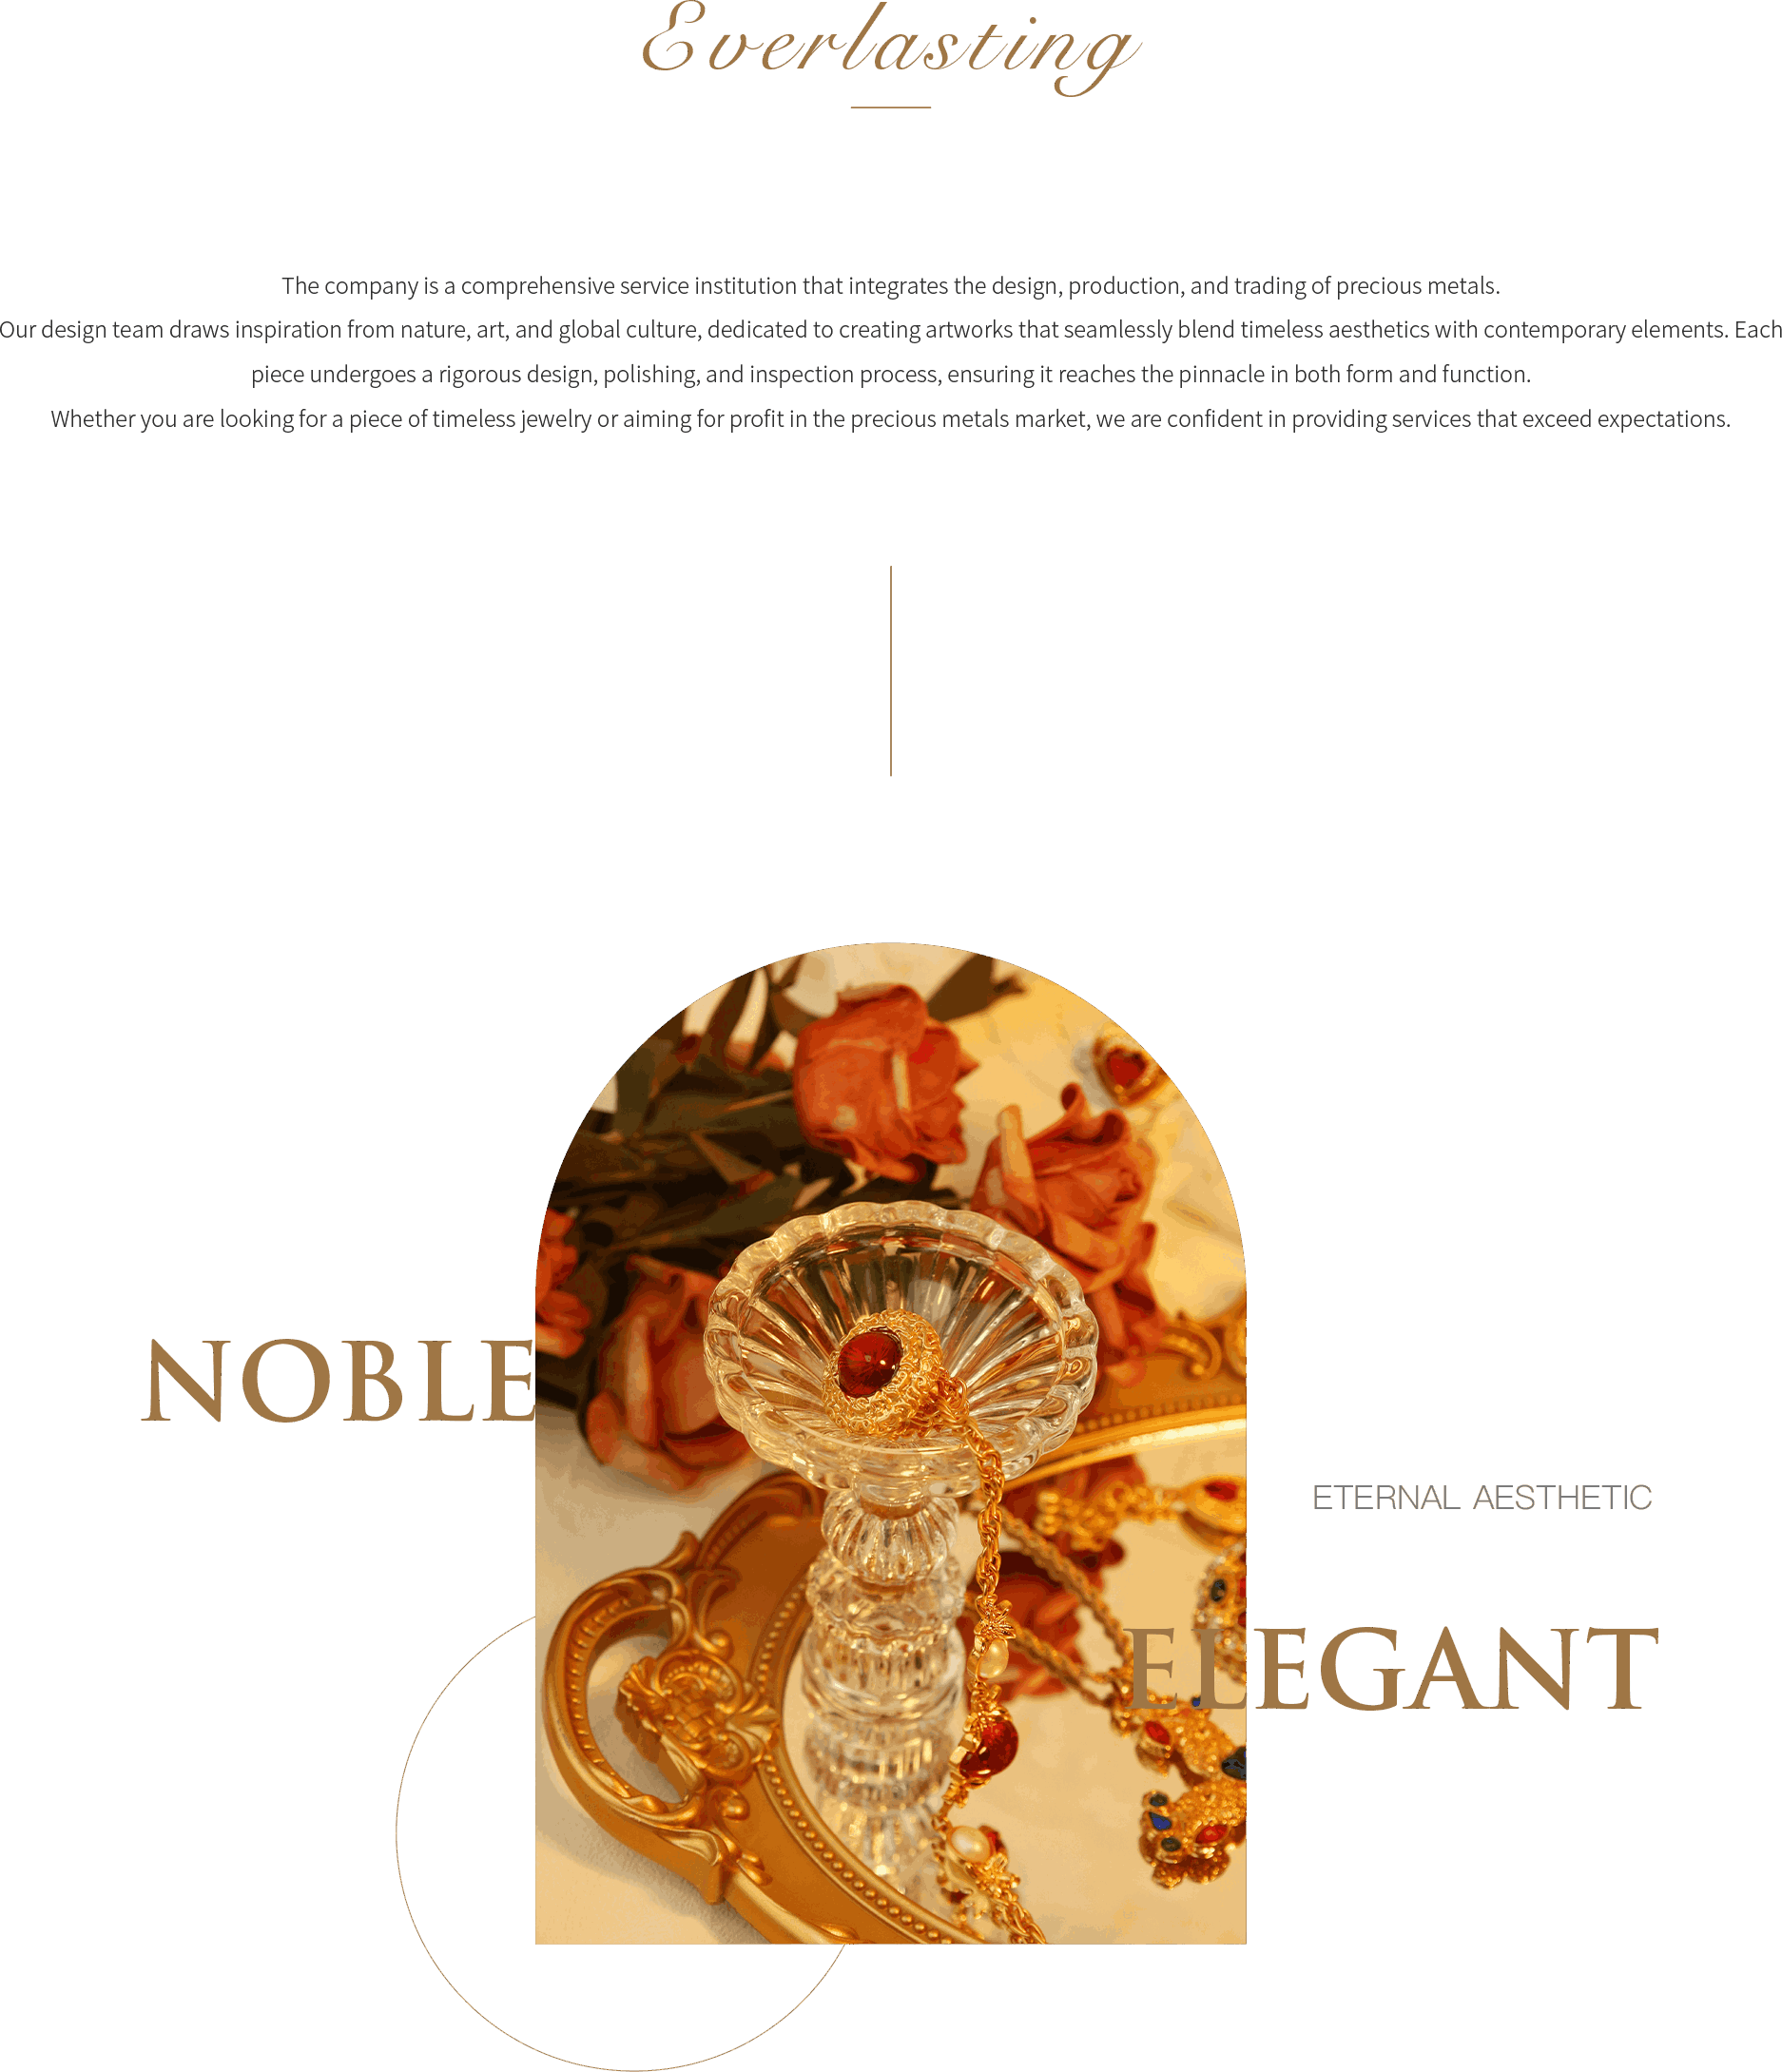 Everlasting
The company is a comprehensive service institution that integrates the design, production, and trading of precious metals.
Our design team draws inspiration from nature, art, and global culture, dedicated to creating artworks that seamlessly blend timeless aesthetics with contemporary elements. Each
piece undergoes a rigorous design, polishing, and inspection process, ensuring it reaches the pinnacle in both form and function.
Whether you are looking for a piece of timeless jewelry or aiming for profit in the precious metals market, we are confident in providing services that exceed expectations.
NOBLE
ETERNAL AESTHETIC
ELEGANT